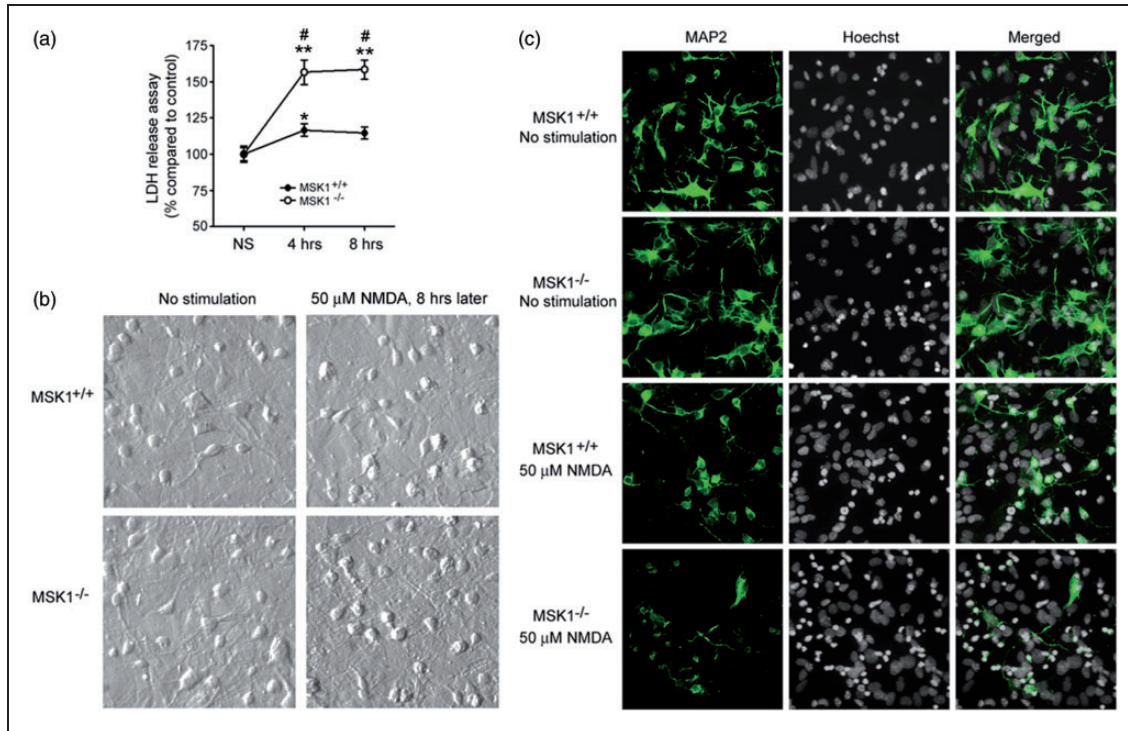 (a)
175
150
125
100
75
50
LDH release assay
(% compared to control)
#
**
#
**
*
MSK1+/+
MSK1 -/-
NS
4 hrs
8 hrs
(b)
No stimulation
50 µM NMDA, 8 hrs later
MSK1+/+
MSK1-/-
(c)
MAP2
Hoechst
Merged
MSK1+/+
No stimulation
MSK1-/-
No stimulation
MSK1+/+
50 µM NMDA
MSK1-/-
50 µM NMDA